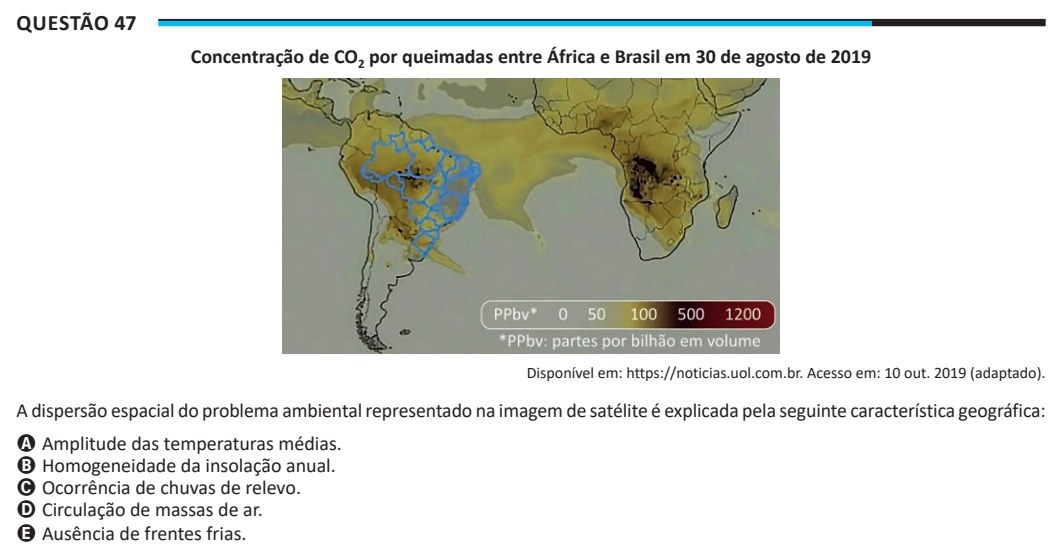 QUESTÃO 47
Concentração de CO₂ por queimadas entre África e Brasil em 30 de agosto de 2019
PPbv* 0 50 100 500 1200
*PPbv: partes por bilhão em volume
Disponível em: https://noticias.uol.com.br. Acesso em: 10 out. 2019 (adaptado).
A dispersão espacial do problema ambiental representado na imagem de satélite é explicada pela seguinte característica geográfica:
A Amplitude das temperaturas médias.
B Homogeneidade da insolação anual.
C Ocorrência de chuvas de relevo.
D Circulação de massas de ar.
E Ausência de frentes frias.